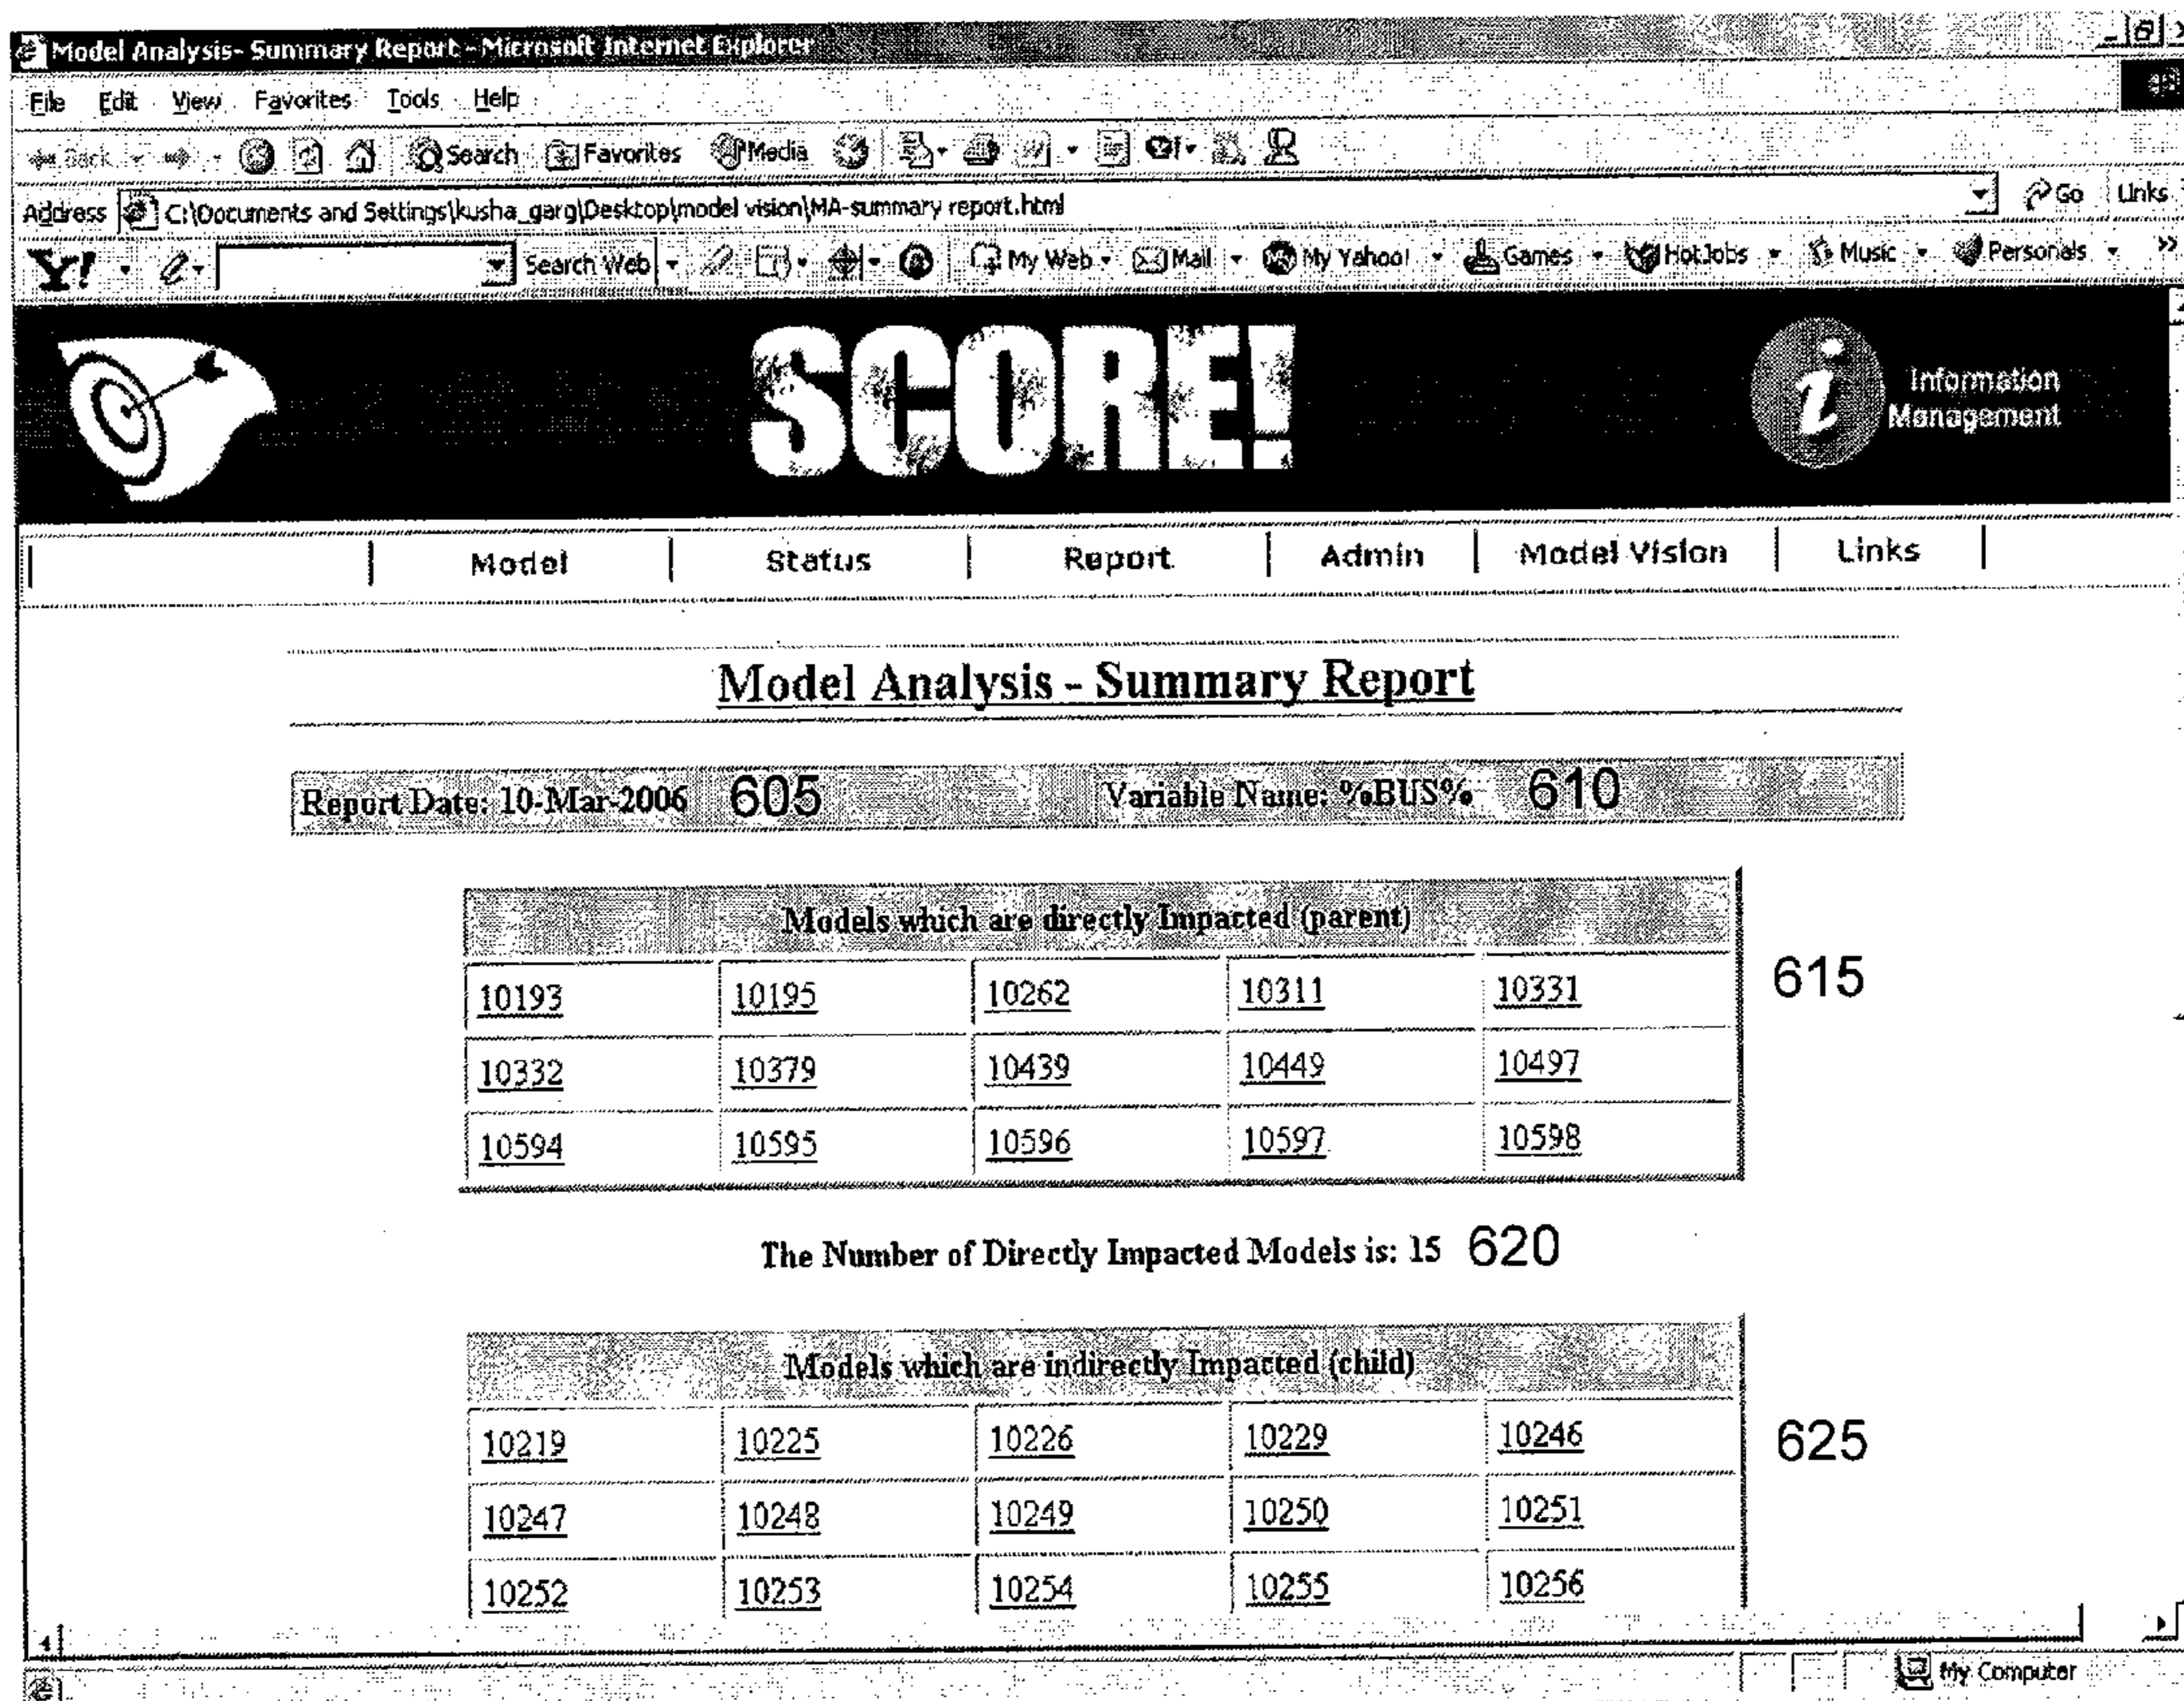 Model Analysis- Summary Report - Microsoft Internet Explorer
File Edit View Favorites Tools Help
Back Search Favorites Media
Address C:\Documents and Settings\kusha_garg\Desktop\model vision\MA-summary report.html Go Links
Y! Search Web My Web Mail My Yahoo! Games HotJobs Music Personals »
SCORE!
i Information
Management
Model Status Report Admin Model Vision Links
Model Analysis - Summary Report
Report Date: 10-Mar-2006 605 Variable Name: %BUS% 610
Models which are directly Impacted (parent)
10193 10195 10262 10311 10331 615
10332 10379 10439 10449 10497
10594 10595 10596 10597 10598
The Number of Directly Impacted Models is: 15 620
Models which are indirectly Impacted (child)
10219 10225 10226 10229 10246 625
10247 10248 10249 10250 10251
10252 10253 10254 10255 10256
My Computer